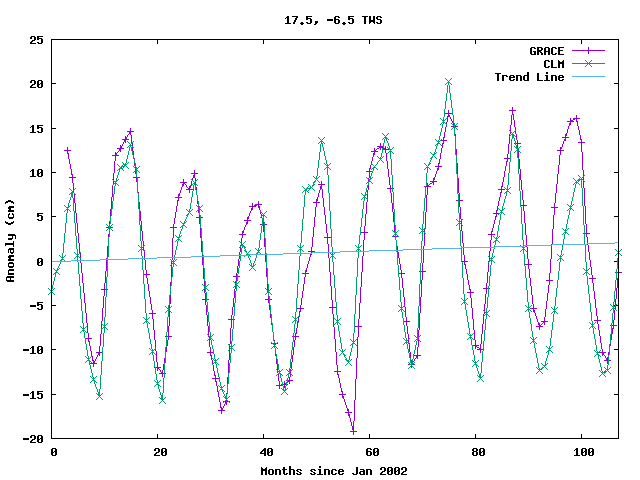 17.5, -6.5 TWS
25
20
15
10
5
0
-5
-10
-15
-20
Anomaly (cm)
GRACE
CLM
Trend Line
0 20 40 60 80 100
Months since Jan 2002